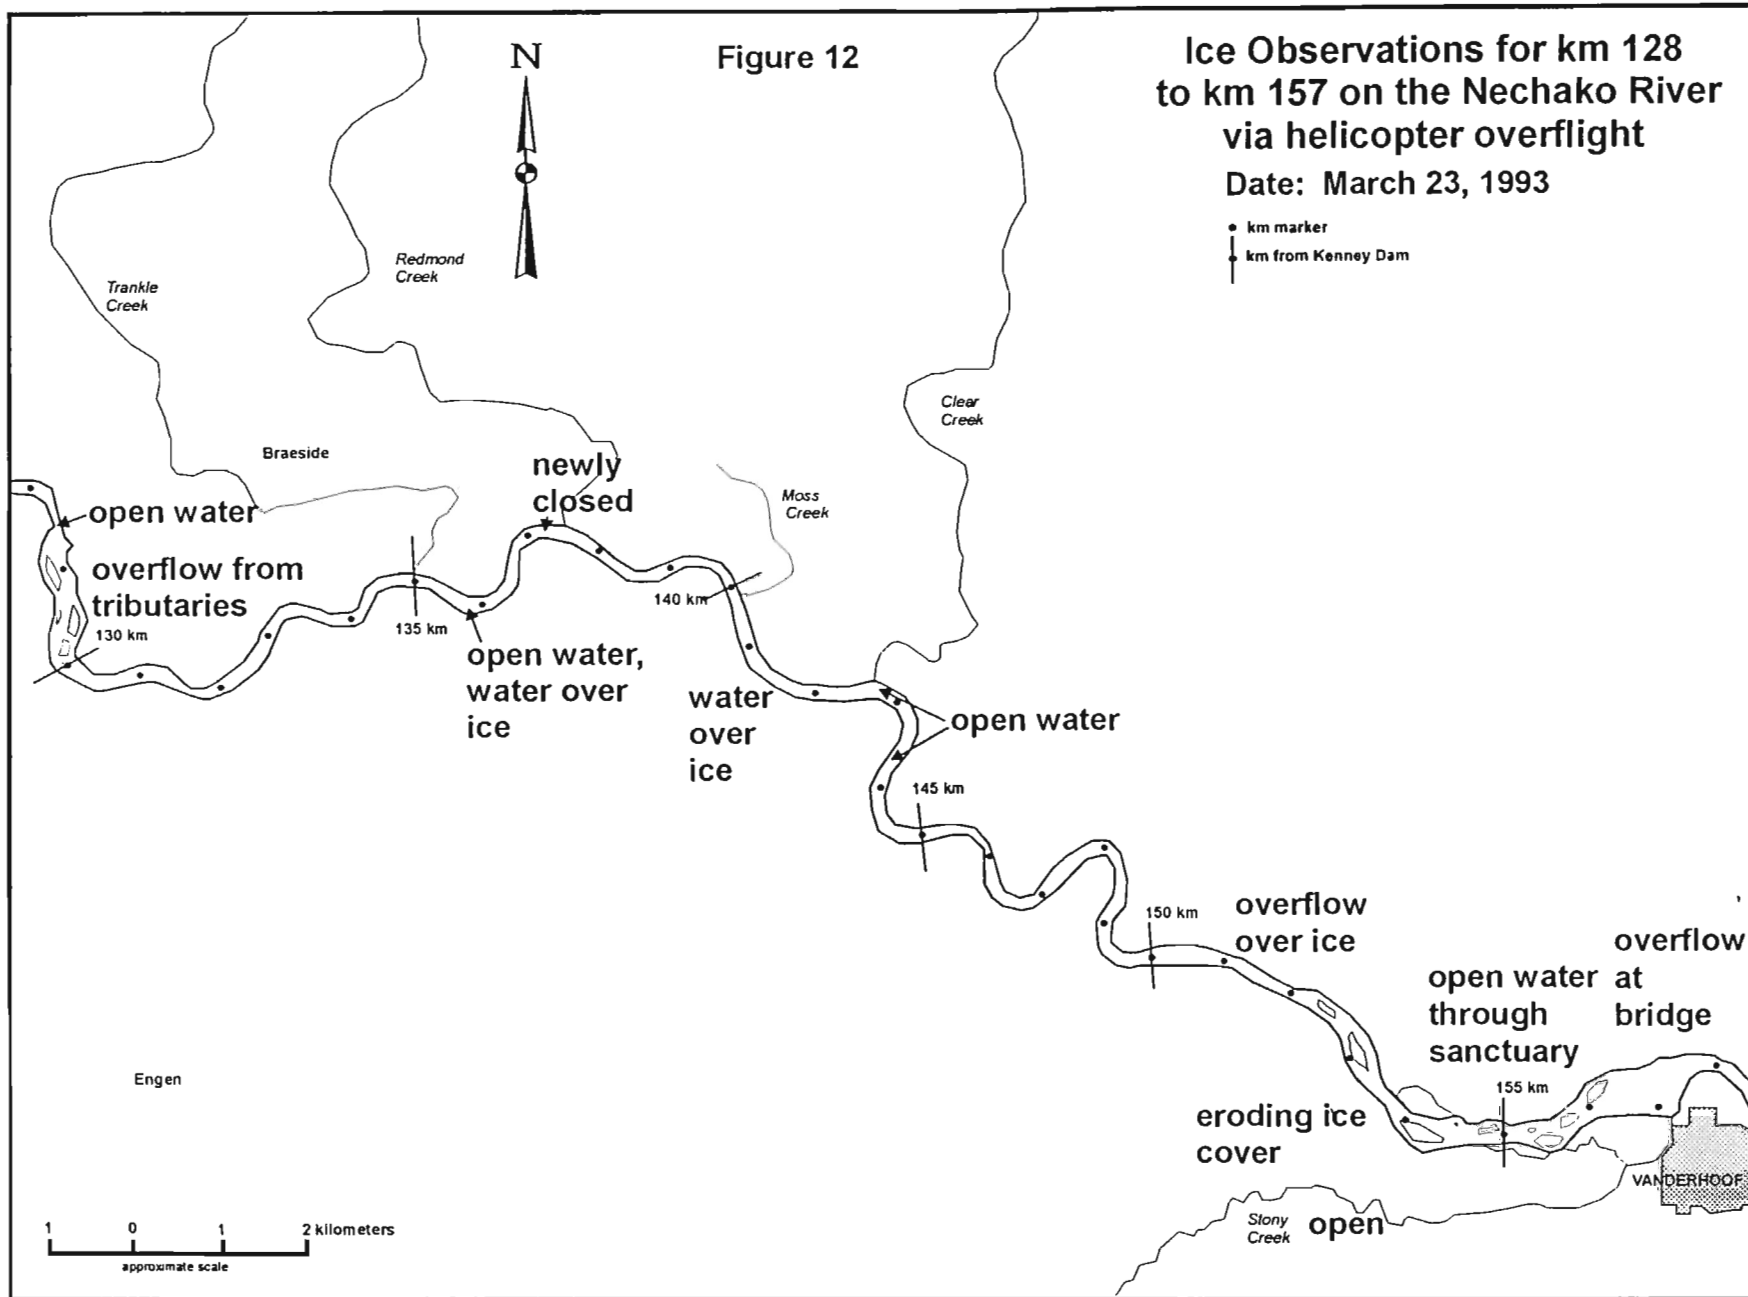 Figure 12
Ice Observations for km 128
to km 157 on the Nechako River
via helicopter overflight
Date: March 23, 1993
km marker
km from Kenney Dam
N
Trankle
Creek
Redmond
Creek
Clear
Creek
Braeside
newly
closed
Moss
Creek
open water
overflow from
tributaries
130 km
135 km
140 km
open water,
water over
ice
water
over
ice
open water
145 km
150 km
overflow
over ice
overflow
at
bridge
open water
through
sanctuary
155 km
Engen
eroding ice
cover
VANDERHOOF
Stony
Creek
open
1 0 1 2 kilometers
approximate scale